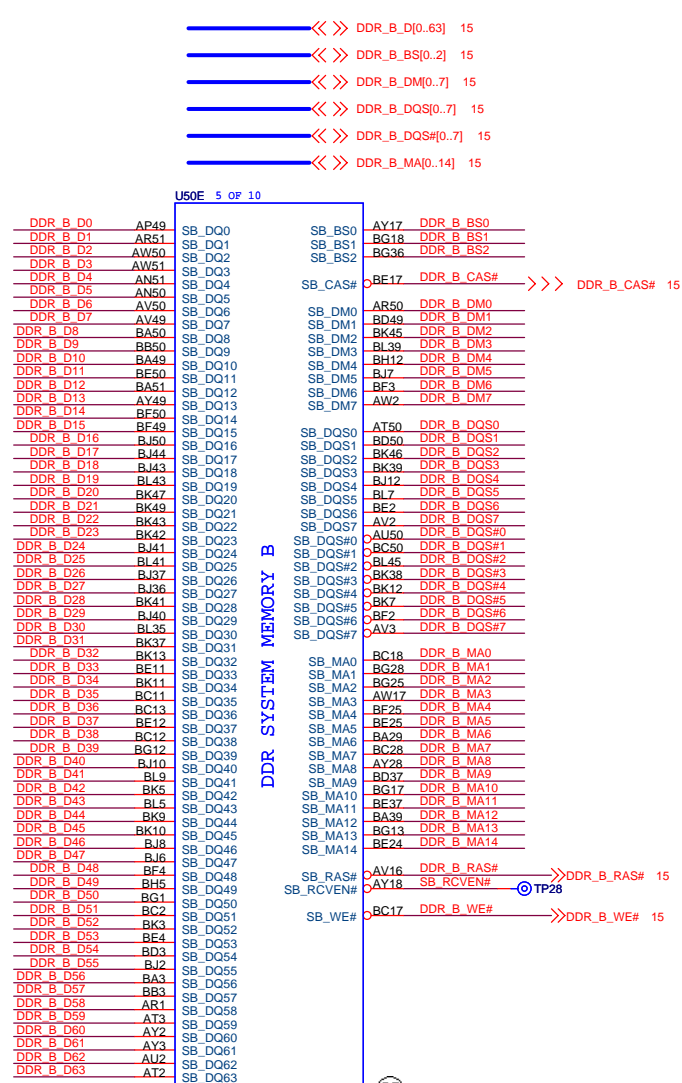 DDR_B_D[0..63] 15
DDR_B_BS[0..2] 15
DDR_B_DM[0..7] 15
DDR_B_DQS[0..7] 15
DDR_B_DQS#[0..7] 15
DDR_B_MA[0..14] 15
U50E 5 OF 10
DDR_B_D0 AP49 SB_DQ0
DDR_B_D1 AR51 SB_DQ1
DDR_B_D2 AW50 SB_DQ2
DDR_B_D3 AW51 SB_DQ3
DDR_B_D4 AN51 SB_DQ4
DDR_B_D5 AN50 SB_DQ5
DDR_B_D6 AV50 SB_DQ6
DDR_B_D7 AV49 SB_DQ7
DDR_B_D8 BA50 SB_DQ8
DDR_B_D9 BB50 SB_DQ9
DDR_B_D10 BA49 SB_DQ10
DDR_B_D11 BE50 SB_DQ11
DDR_B_D12 BA51 SB_DQ12
DDR_B_D13 AY49 SB_DQ13
DDR_B_D14 BF50 SB_DQ14
DDR_B_D15 BF49 SB_DQ15
DDR_B_D16 BJ50 SB_DQ16
DDR_B_D17 BJ44 SB_DQ17
DDR_B_D18 BJ43 SB_DQ18
DDR_B_D19 BL43 SB_DQ19
DDR_B_D20 BK47 SB_DQ20
DDR_B_D21 BK49 SB_DQ21
DDR_B_D22 BK43 SB_DQ22
DDR_B_D23 BK42 SB_DQ23
DDR_B_D24 BJ41 SB_DQ24
DDR_B_D25 BL41 SB_DQ25
DDR_B_D26 BJ37 SB_DQ26
DDR_B_D27 BJ36 SB_DQ27
DDR_B_D28 BK41 SB_DQ28
DDR_B_D29 BJ40 SB_DQ29
DDR_B_D30 BL35 SB_DQ30
DDR_B_D31 BK37 SB_DQ31
DDR_B_D32 BK13 SB_DQ32
DDR_B_D33 BE11 SB_DQ33
DDR_B_D34 BK11 SB_DQ34
DDR_B_D35 BC11 SB_DQ35
DDR_B_D36 BC13 SB_DQ36
DDR_B_D37 BE12 SB_DQ37
DDR_B_D38 BC12 SB_DQ38
DDR_B_D39 BG12 SB_DQ39
DDR_B_D40 BJ10 SB_DQ40
DDR_B_D41 BL9 SB_DQ41
DDR_B_D42 BK5 SB_DQ42
DDR_B_D43 BL5 SB_DQ43
DDR_B_D44 BK9 SB_DQ44
DDR_B_D45 BK10 SB_DQ45
DDR_B_D46 BJ8 SB_DQ46
DDR_B_D47 BJ6 SB_DQ47
DDR_B_D48 BF4 SB_DQ48
DDR_B_D49 BH5 SB_DQ49
DDR_B_D50 BG1 SB_DQ50
DDR_B_D51 BC2 SB_DQ51
DDR_B_D52 BK3 SB_DQ52
DDR_B_D53 BE4 SB_DQ53
DDR_B_D54 BD3 SB_DQ54
DDR_B_D55 BJ2 SB_DQ55
DDR_B_D56 BA3 SB_DQ56
DDR_B_D57 BB3 SB_DQ57
DDR_B_D58 AR1 SB_DQ58
DDR_B_D59 AT3 SB_DQ59
DDR_B_D60 AY2 SB_DQ60
DDR_B_D61 AY3 SB_DQ61
DDR_B_D62 AU2 SB_DQ62
DDR_B_D63 AT2 SB_DQ63
DDR SYSTEM MEMORY B
SB_BS0 AY17 DDR_B_BS0
SB_BS1 BG18 DDR_B_BS1
SB_BS2 BG36 DDR_B_BS2
SB_CAS# BE17 DDR_B_CAS# DDR_B_CAS# 15
SB_DM0 AR50 DDR_B_DM0
SB_DM1 BD49 DDR_B_DM1
SB_DM2 BK45 DDR_B_DM2
SB_DM3 BL39 DDR_B_DM3
SB_DM4 BH12 DDR_B_DM4
SB_DM5 BJ7 DDR_B_DM5
SB_DM6 BF3 DDR_B_DM6
SB_DM7 AW2 DDR_B_DM7
SB_DQS0 AT50 DDR_B_DQS0
SB_DQS1 BD50 DDR_B_DQS1
SB_DQS2 BK46 DDR_B_DQS2
SB_DQS3 BK39 DDR_B_DQS3
SB_DQS4 BJ12 DDR_B_DQS4
SB_DQS5 BL7 DDR_B_DQS5
SB_DQS6 BE2 DDR_B_DQS6
SB_DQS7 AV2 DDR_B_DQS7
SB_DQS#0 AU50 DDR_B_DQS#0
SB_DQS#1 BC50 DDR_B_DQS#1
SB_DQS#2 BL45 DDR_B_DQS#2
SB_DQS#3 BK38 DDR_B_DQS#3
SB_DQS#4 BK12 DDR_B_DQS#4
SB_DQS#5 BK7 DDR_B_DQS#5
SB_DQS#6 BF2 DDR_B_DQS#6
SB_DQS#7 AV3 DDR_B_DQS#7
SB_MA0 BC18 DDR_B_MA0
SB_MA1 BG28 DDR_B_MA1
SB_MA2 BG25 DDR_B_MA2
SB_MA3 AW17 DDR_B_MA3
SB_MA4 BF25 DDR_B_MA4
SB_MA5 BE25 DDR_B_MA5
SB_MA6 BA29 DDR_B_MA6
SB_MA7 BC28 DDR_B_MA7
SB_MA8 AY28 DDR_B_MA8
SB_MA9 BD37 DDR_B_MA9
SB_MA10 BG17 DDR_B_MA10
SB_MA11 BE37 DDR_B_MA11
SB_MA12 BA39 DDR_B_MA12
SB_MA13 BG13 DDR_B_MA13
SB_MA14 BE24 DDR_B_MA14
SB_RAS# AV16 DDR_B_RAS# DDR_B_RAS# 15
SB_RCVEN# AY18 SB_RCVEN# TP28
SB_WE# BC17 DDR_B_WE# DDR_B_WE# 15